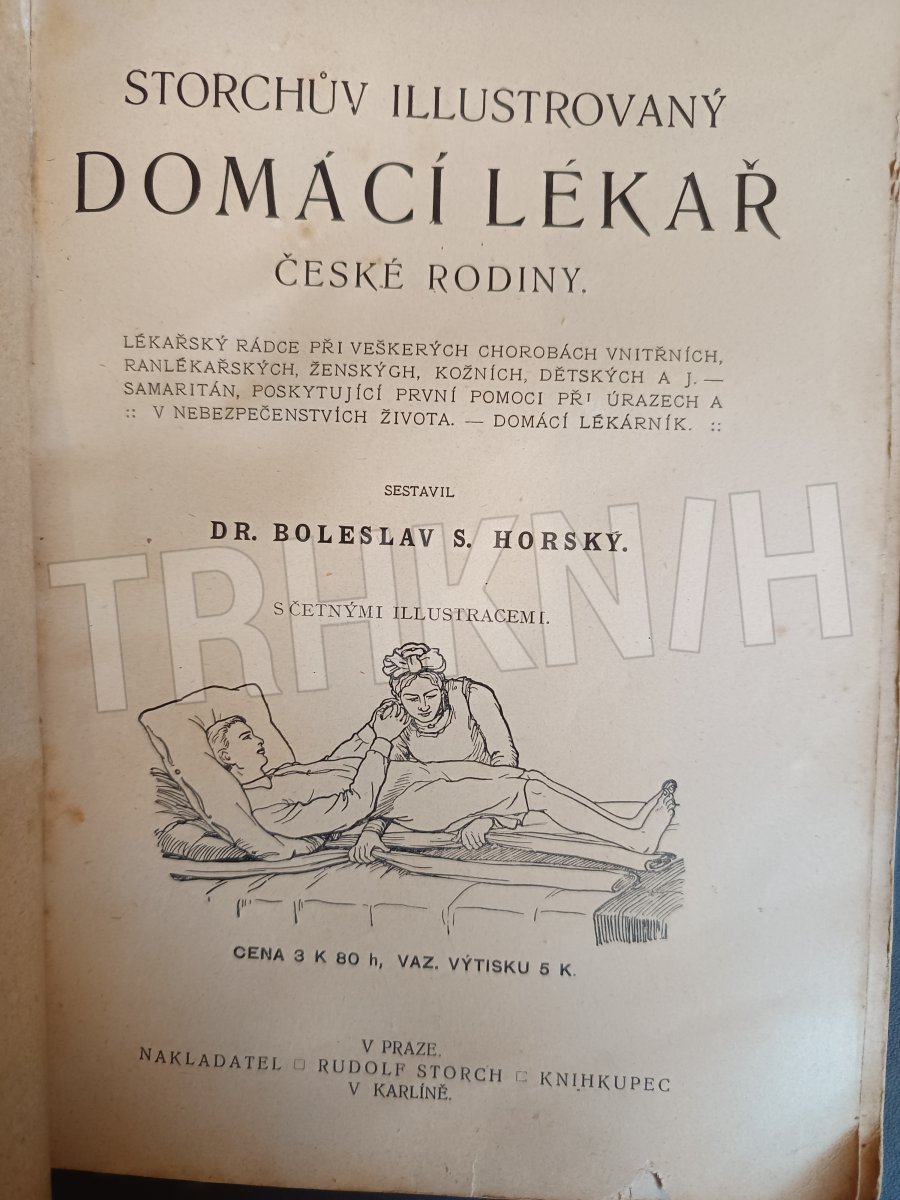 STORCHŮV ILLUSTROVANÝ
DOMÁCÍ LÉKAŘ
ČESKÉ RODINY.
LÉKAŘSKÝ RÁDCE PŘI VEŠKERÝCH CHOROBÁCH VNITŘNÍCH,
RANLÉKAŘSKÝCH, ŽENSKÝGH, KOŽNÍCH, DĚTSKÝCH A J. —
SAMARITÁN, POSKYTUJÍCÍ PRVNÍ POMOCI PŘI ÚRAZECH A
:: V NEBEZPEČENSTVÍCH ŽIVOTA. — DOMÁCÍ LÉKÁRNÍK. ::
SESTAVIL
DR. BOLESLAV S. HORSKÝ.
S ČETNÝMI ILLUSTRACEMI.
TRHKNIH
CENA 3 K 80 h, VAZ. VÝTISKU 5 K.
V PRAZE.
NAKLADATEL □ RUDOLF STORCH □ KNIHKUPEC
V KARLÍNĚ.